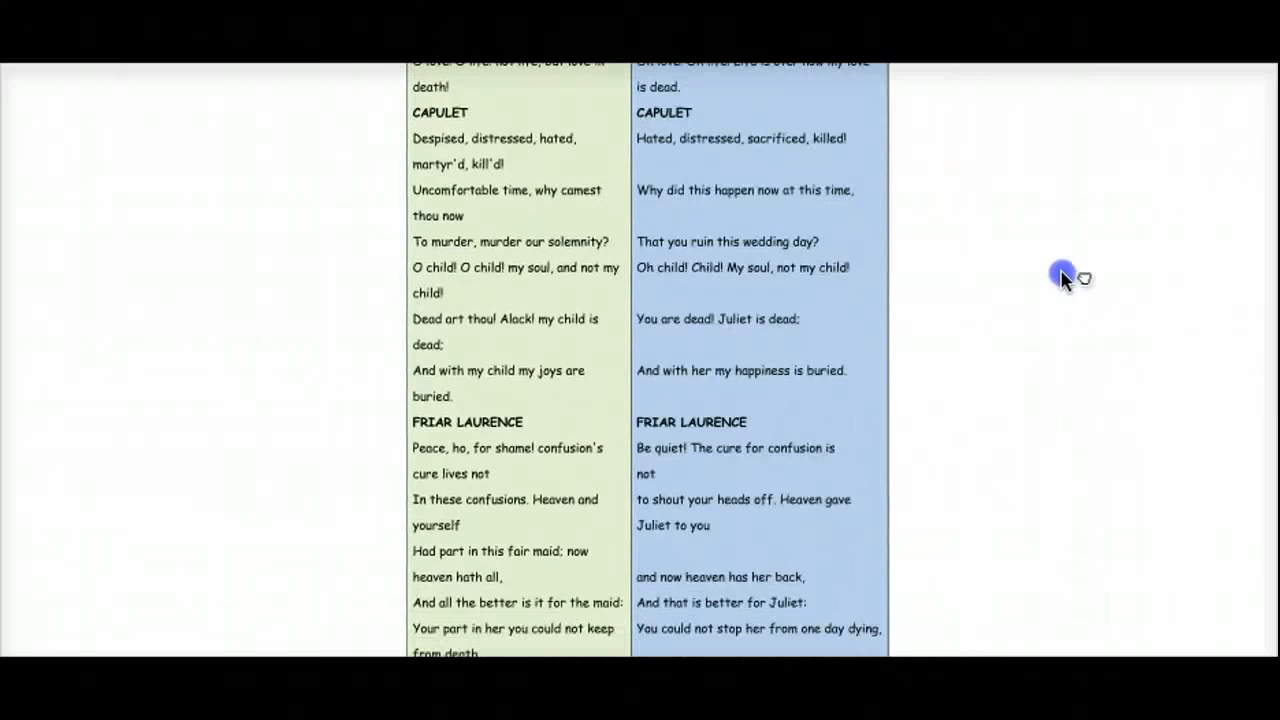 death!
CAPULET
Despised, distressed, hated,
martyr'd, kill'd!
Uncomfortable time, why camest
thou now
To murder, murder our solemnity?
O child! O child! my soul, and not my
child!
Dead art thou! Alack! my child is
dead;
And with my child my joys are
buried.
FRIAR LAURENCE
Peace, ho, for shame! confusion's
cure lives not
In these confusions. Heaven and
yourself
Had part in this fair maid; now
heaven hath all,
And all the better is it for the maid:
Your part in her you could not keep
from death
is dead.
CAPULET
Hated, distressed, sacrificed, killed!
Why did this happen now at this time,
That you ruin this wedding day?
Oh child! Child! My soul, not my child!
You are dead! Juliet is dead;
And with her my happiness is buried.
FRIAR LAURENCE
Be quiet! The cure for confusion is
not
to shout your heads off. Heaven gave
Juliet to you
and now heaven has her back,
And that is better for Juliet:
You could not stop her from one day dying,